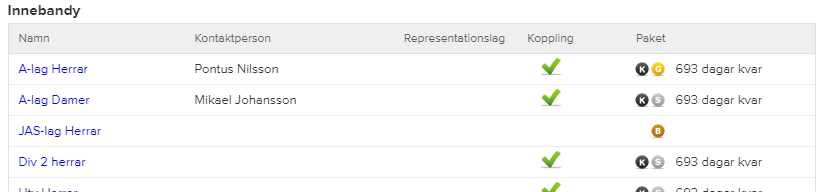 Innebandy
Namn Kontaktperson Representationslag Koppling Paket
A-lag Herrar Pontus Nilsson K G 693 dagar kvar
A-lag Damer Mikael Johansson K S 693 dagar kvar
JAS-lag Herrar B
Div 2 herrar K S 693 dagar kvar